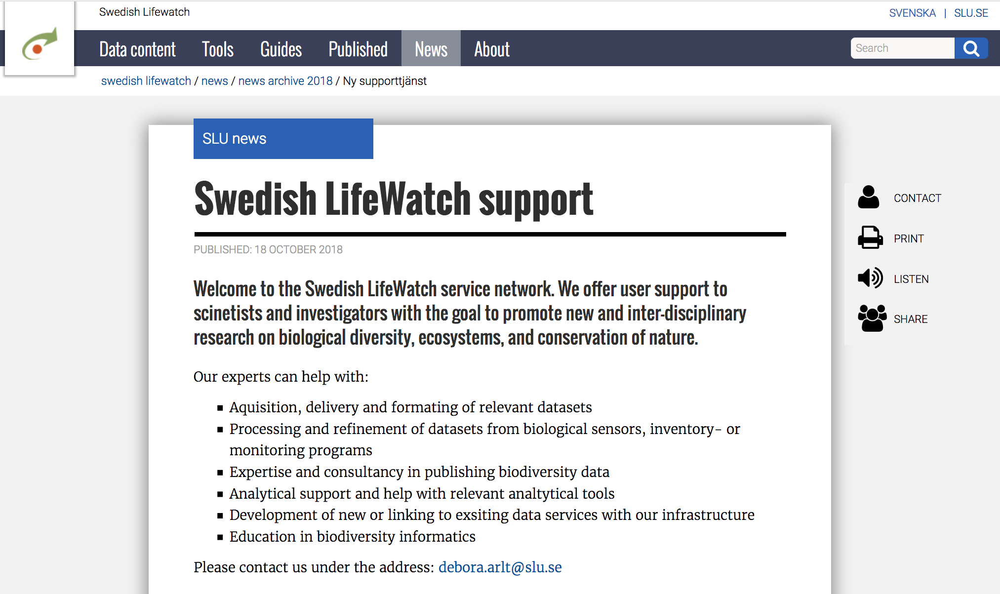 Swedish Lifewatch
SVENSKA | SLU.SE
Data content Tools Guides Published News About
Search
swedish lifewatch / news / news archive 2018 / Ny supporttjänst
SLU news
Swedish LifeWatch support
PUBLISHED: 18 OCTOBER 2018
Welcome to the Swedish LifeWatch service network. We offer user support to
scinetists and investigators with the goal to promote new and inter-disciplinary
research on biological diversity, ecosystems, and conservation of nature.
Our experts can help with:
▪ Aquisition, delivery and formating of relevant datasets
▪ Processing and refinement of datasets from biological sensors, inventory- or
monitoring programs
▪ Expertise and consultancy in publishing biodiversity data
▪ Analytical support and help with relevant analtytical tools
▪ Development of new or linking to exsiting data services with our infrastructure
▪ Education in biodiversity informatics
Please contact us under the address: debora.arlt@slu.se
CONTACT
PRINT
LISTEN
SHARE